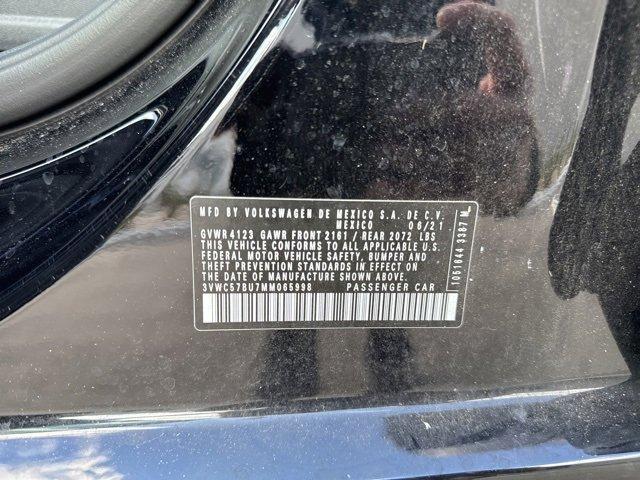 MFD BY VOLKSWAGEN DE MEXICO S.A. DE C.V.
MEXICO 06/21
GVWR 4123 GAWR FRONT 2161 / REAR 2072 LBS
THIS VEHICLE CONFORMS TO ALL APPLICABLE U.S.
FEDERAL MOTOR VEHICLE SAFETY, BUMPER AND
THEFT PREVENTION STANDARDS IN EFFECT ON THE
DATE OF MANUFACTURE SHOWN ABOVE.
3VWC57BU7MM065998 PASSENGER CAR
1051646 3387 M